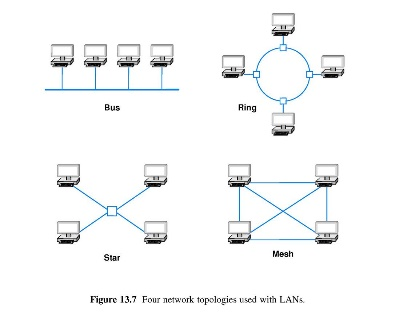 Bus
Ring
Star
Mesh
Figure 13.7 Four network topologies used with LANs.